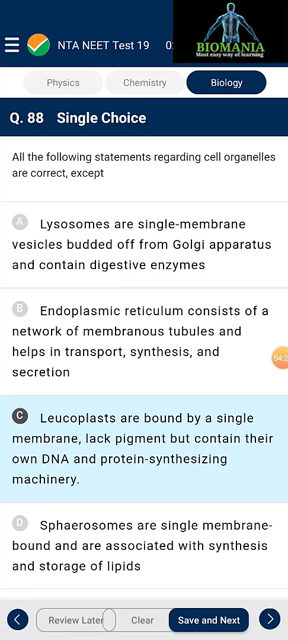 NTA NEET Test 19
BIOMANIA
Most easy way of learning
Physics
Chemistry
Biology
Q. 88 Single Choice
All the following statements regarding cell organelles
are correct, except
A Lysosomes are single-membrane
vesicles budded off from Golgi apparatus
and contain digestive enzymes
B Endoplasmic reticulum consists of a
network of membranous tubules and
helps in transport, synthesis, and
secretion
54:2
C Leucoplasts are bound by a single
membrane, lack pigment but contain their
own DNA and protein-synthesizing
machinery.
D Sphaerosomes are single membrane-
bound and are associated with synthesis
and storage of lipids
Review Later
Clear
Save and Next